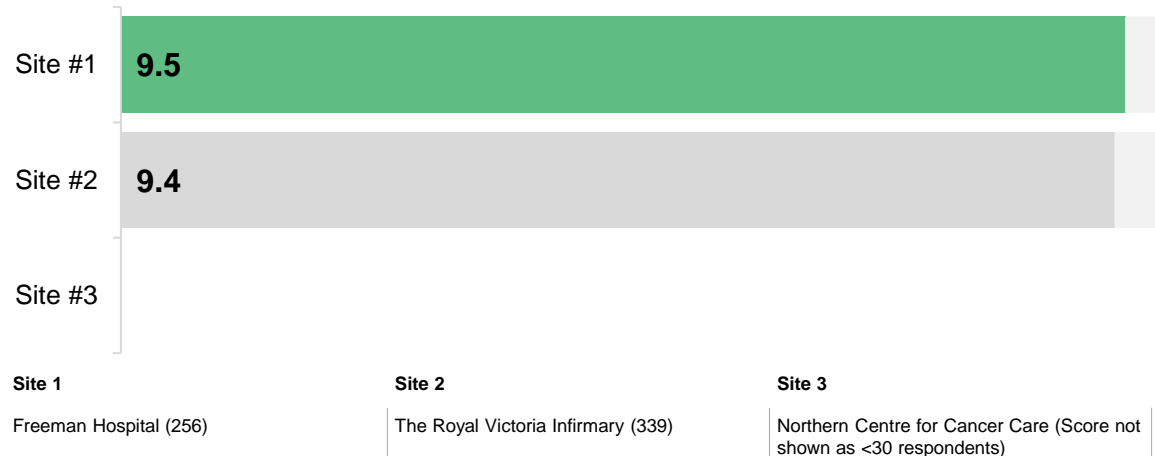 Site #1
9.5
Site #2
9.4
Site #3
Site 1
Freeman Hospital (256)
Site 2
The Royal Victoria Infirmary (339)
Site 3
Northern Centre for Cancer Care (Score not
shown as <30 respondents)